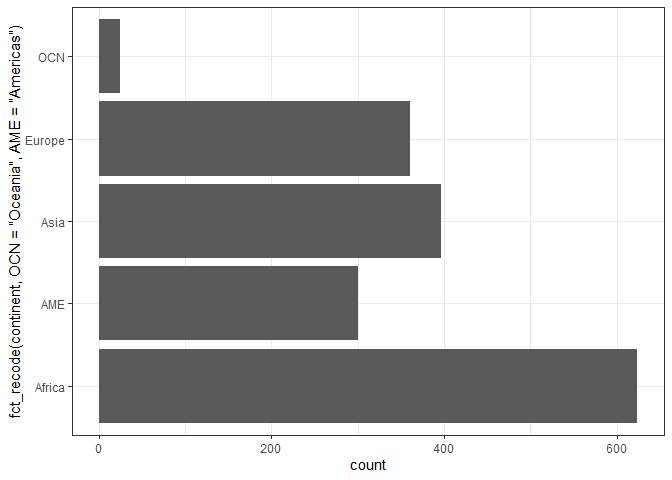 fct_recode(continent, OCN = "Oceania", AME = "Americas")
OCN
Europe
Asia
AME
Africa
0 200 400 600
count